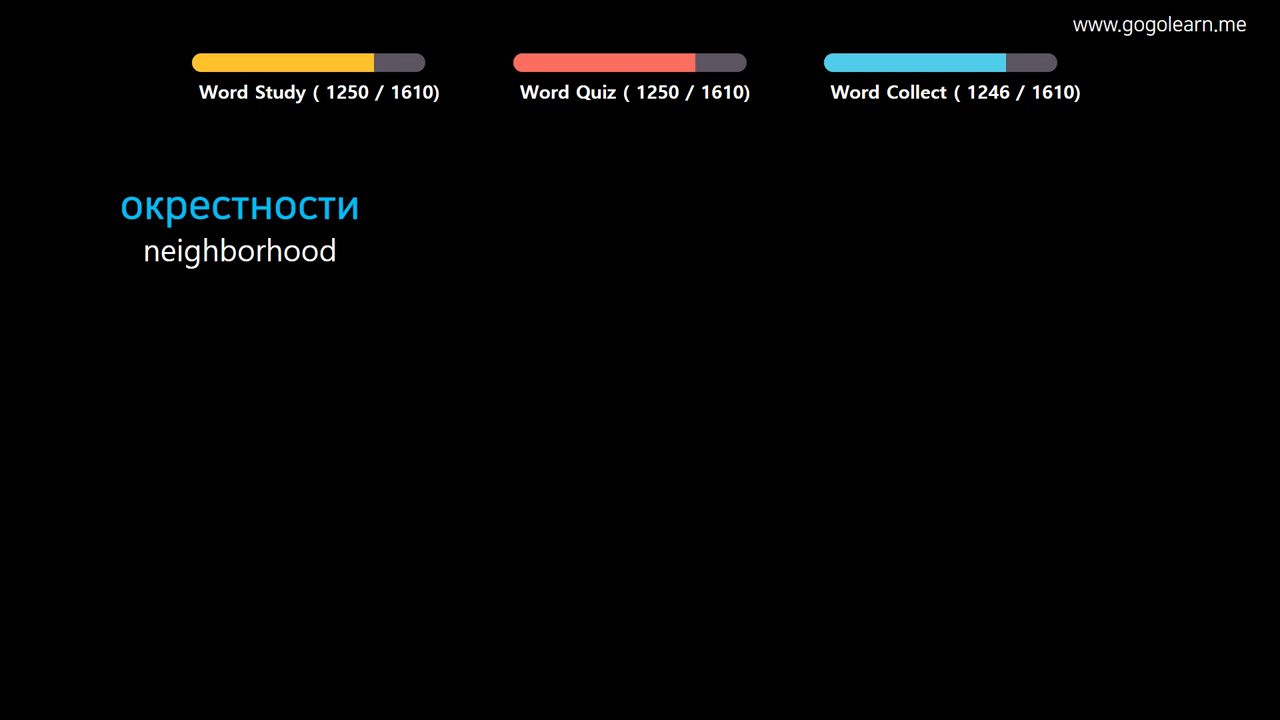 www.gogolearn.me
Word Study ( 1250 / 1610)
Word Quiz ( 1250 / 1610)
Word Collect ( 1246 / 1610)
окрестности
neighborhood